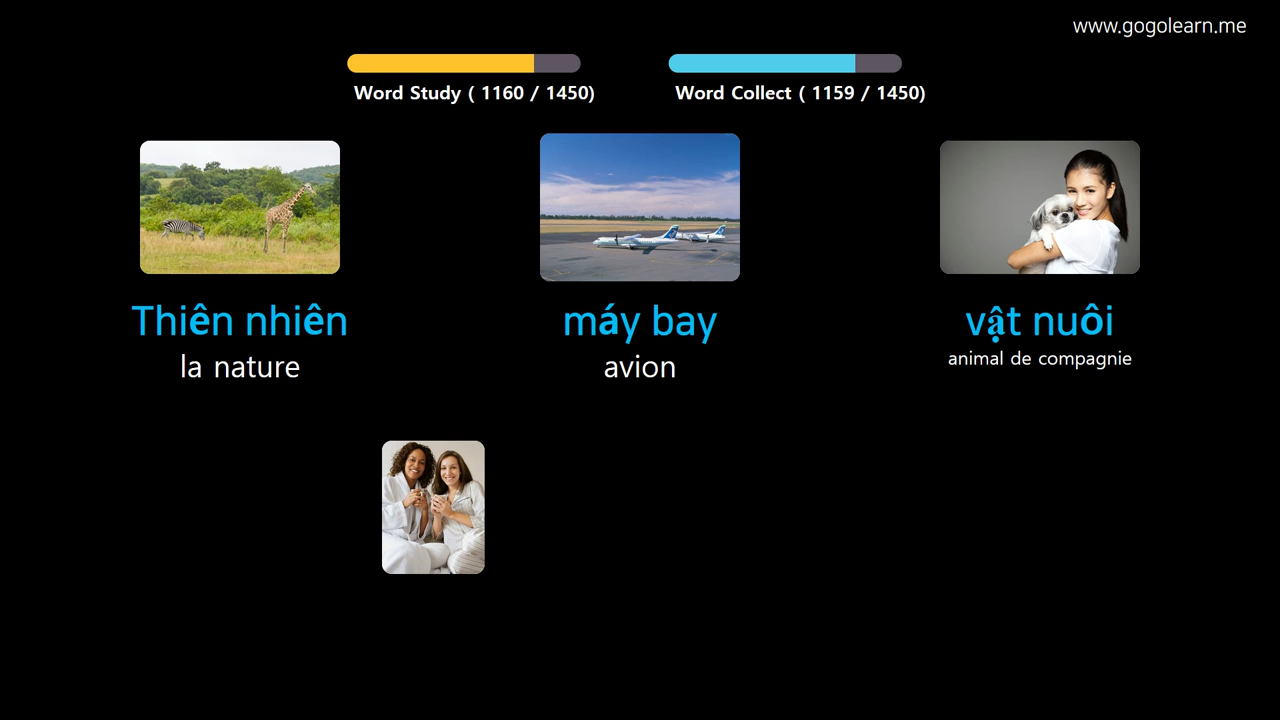 www.gogolearn.me
Word Study ( 1160 / 1450)
Word Collect ( 1159 / 1450)
Thiên nhiên
la nature
máy bay
avion
vật nuôi
animal de compagnie